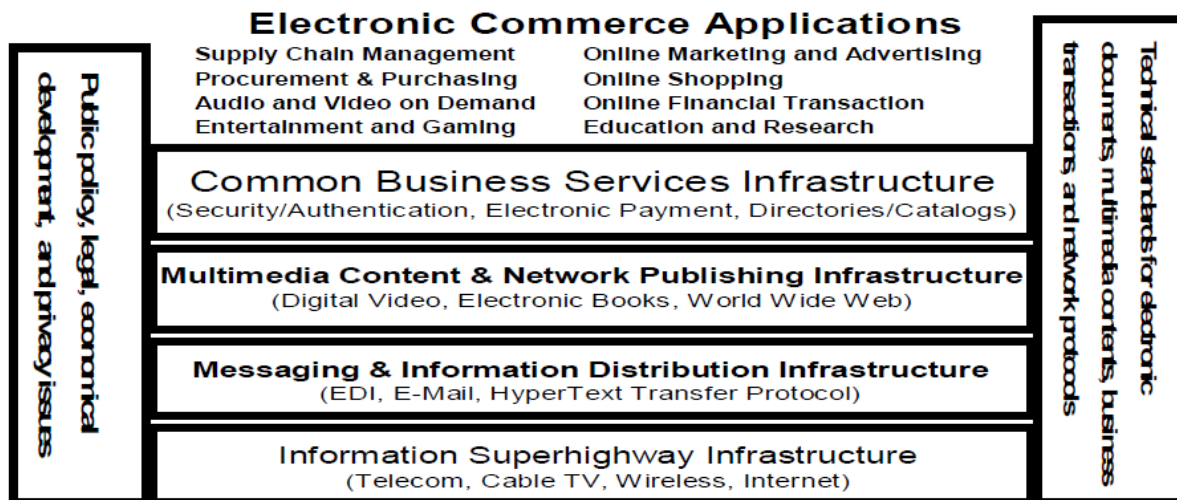 Electronic Commerce Applications
Supply Chain Management
Procurement & Purchasing
Audio and Video on Demand
Entertainment and Gaming
Online Marketing and Advertising
Online Shopping
Online Financial Transaction
Education and Research
Public policy, legal, economical
development, and privacy issues
Common Business Services Infrastructure
(Security/Authentication, Electronic Payment, Directories/Catalogs)
Multimedia Content & Network Publishing Infrastructure
(Digital Video, Electronic Books, World Wide Web)
Messaging & Information Distribution Infrastructure
(EDI, E-Mail, HyperText Transfer Protocol)
Information Superhighway Infrastructure
(Telecom, Cable TV, Wireless, Internet)
Technical standards for electronic
documents, multimedia contents, business
transactions, and network protocols